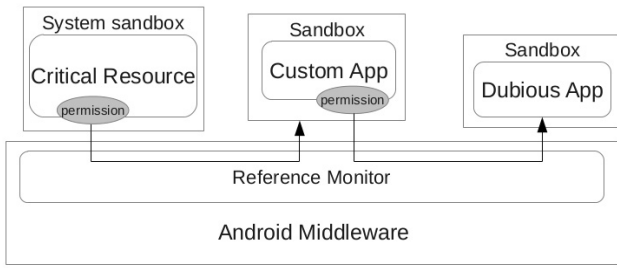 System sandbox
Critical Resource
permission
Sandbox
Custom App
permission
Sandbox
Dubious App
Reference Monitor
Android Middleware